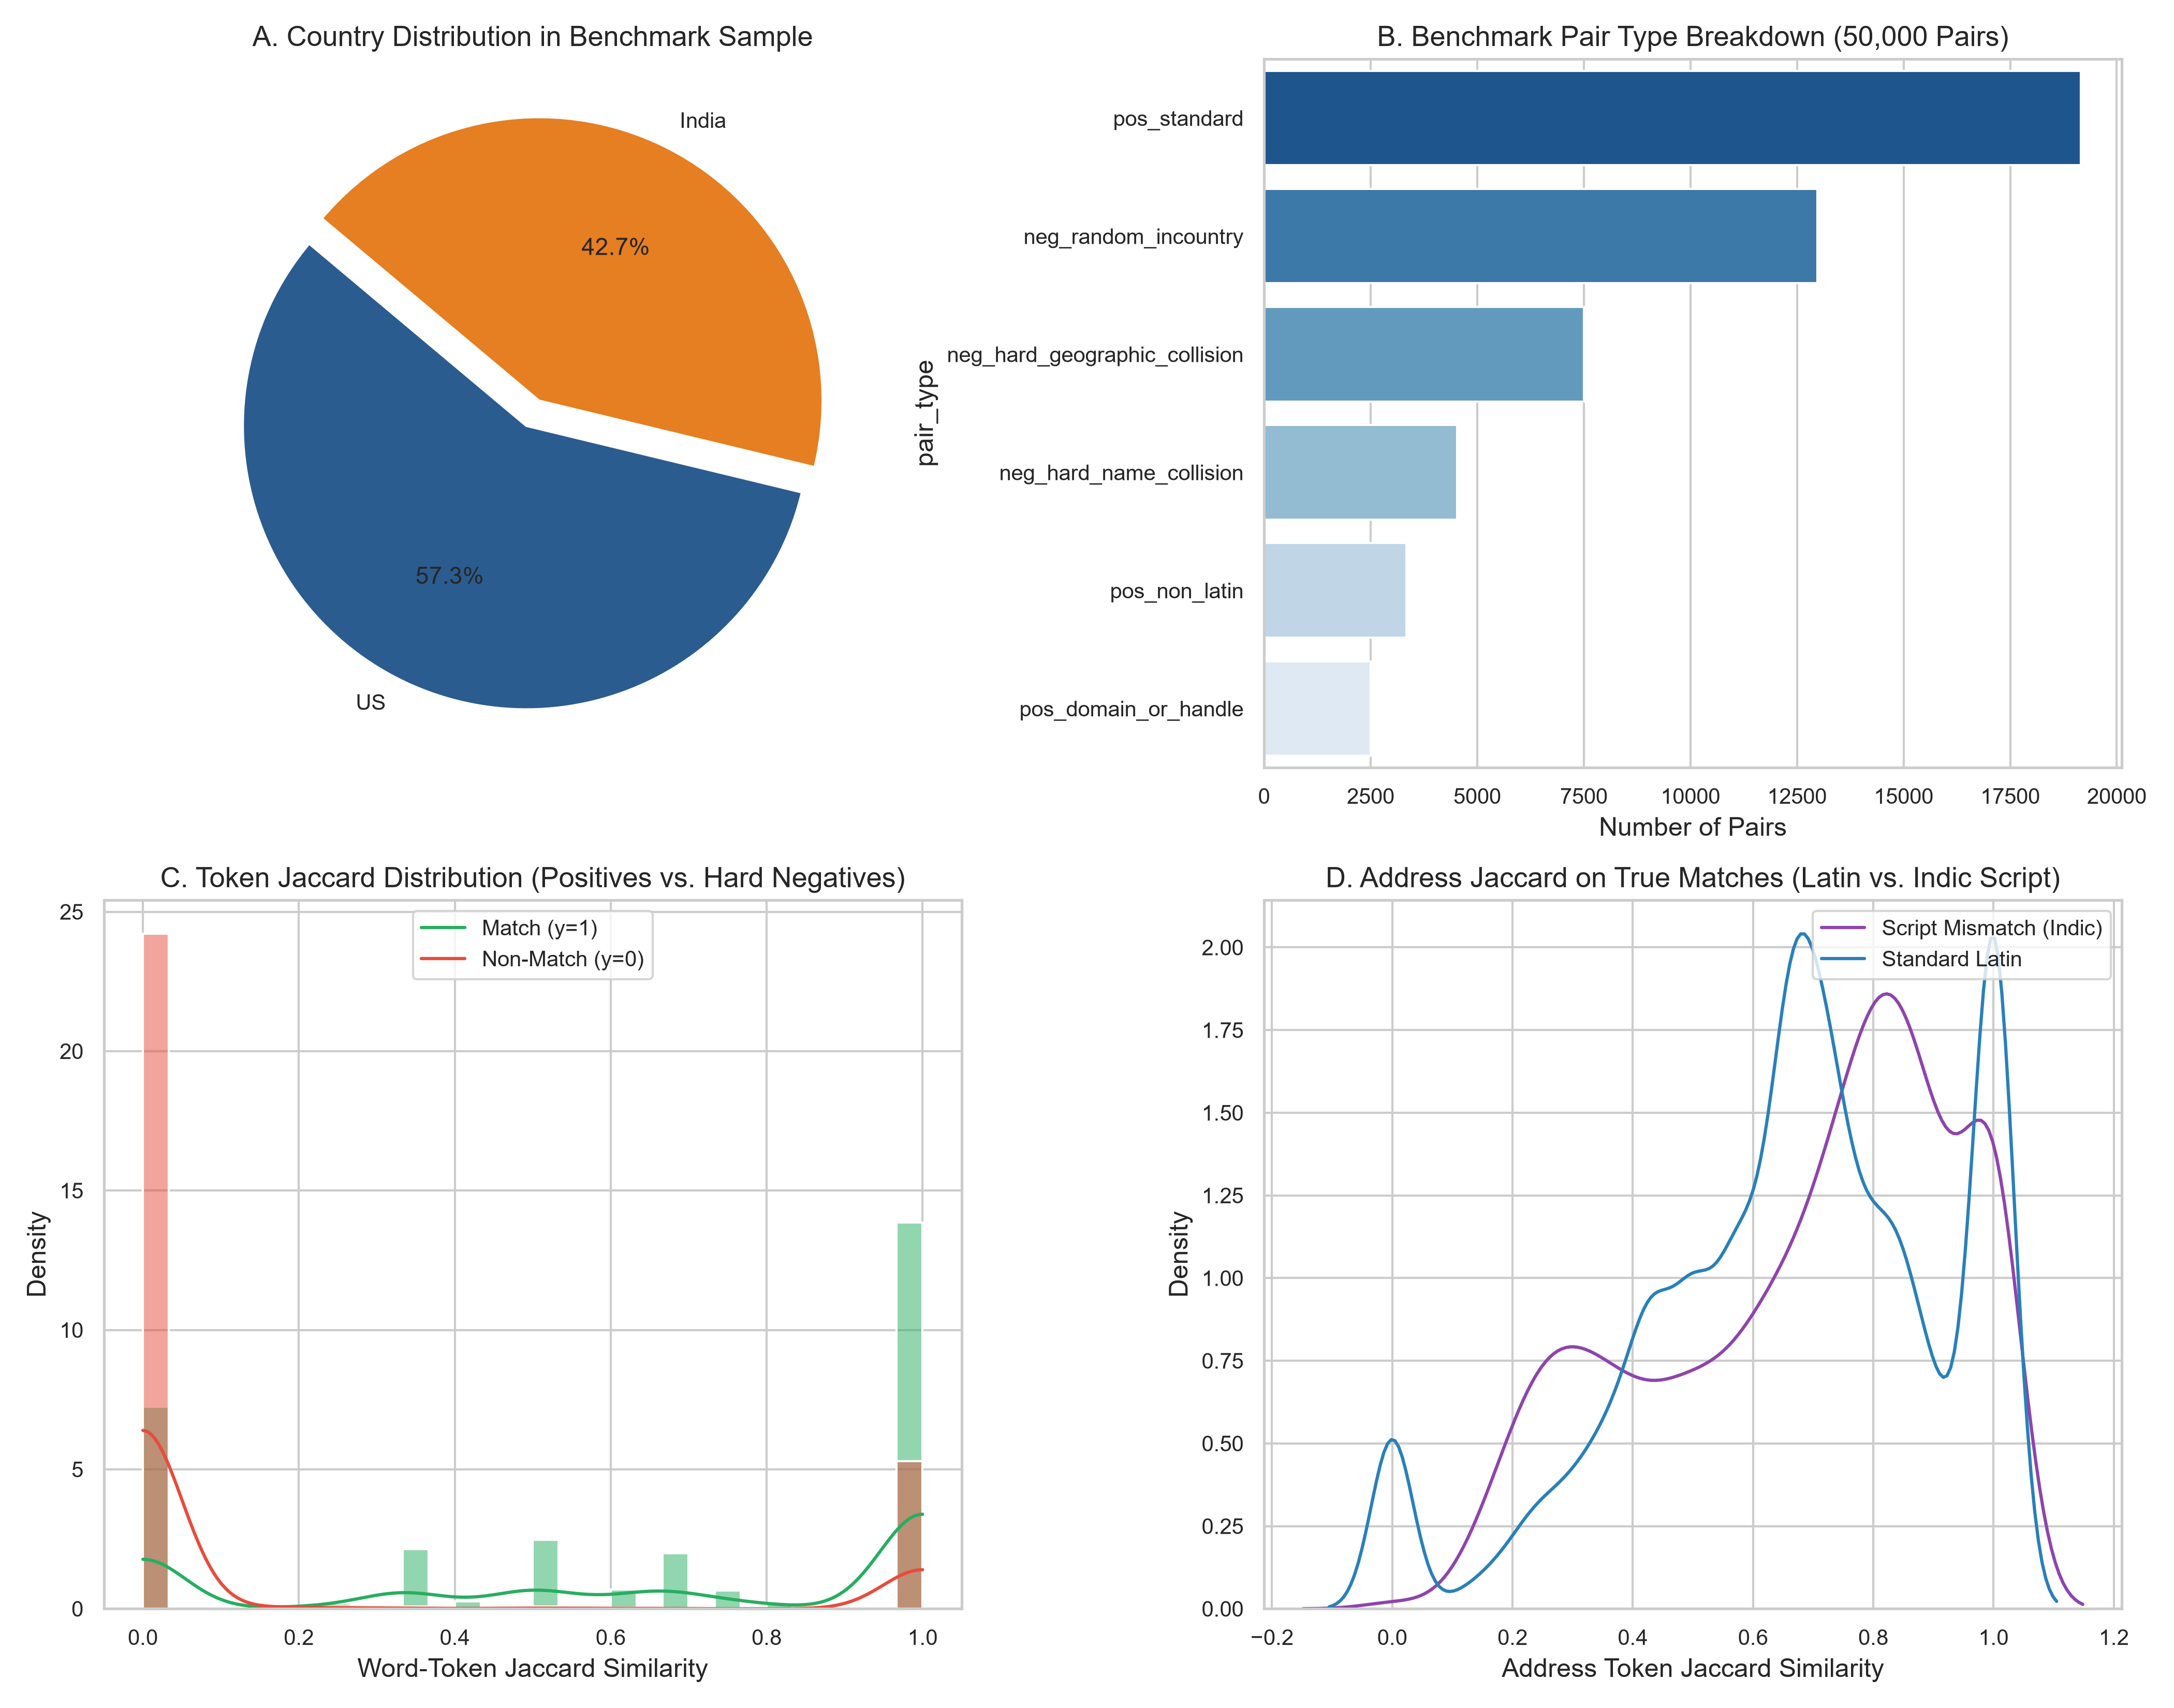 A. Country Distribution in Benchmark Sample
India
42.7%
57.3%
US
B. Benchmark Pair Type Breakdown (50,000 Pairs)
pair_type
pos_standard
neg_random_incountry
neg_hard_geographic_collision
neg_hard_name_collision
pos_non_latin
pos_domain_or_handle
0 2500 5000 7500 10000 12500 15000 17500 20000
Number of Pairs
C. Token Jaccard Distribution (Positives vs. Hard Negatives)
Match (y=1)
Non-Match (y=0)
Density
25
20
15
10
5
0
0.0 0.2 0.4 0.6 0.8 1.0
Word-Token Jaccard Similarity
D. Address Jaccard on True Matches (Latin vs. Indic Script)
Script Mismatch (Indic)
Standard Latin
Density
2.00
1.75
1.50
1.25
1.00
0.75
0.50
0.25
0.00
−0.2 0.0 0.2 0.4 0.6 0.8 1.0 1.2
Address Token Jaccard Similarity